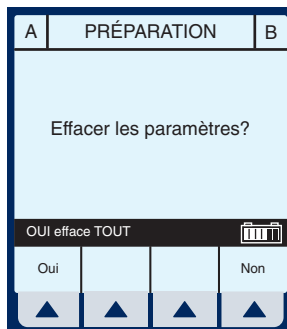 A PRÉPARATION B
Effacer les paramètres?
OUI efface TOUT
Oui Non